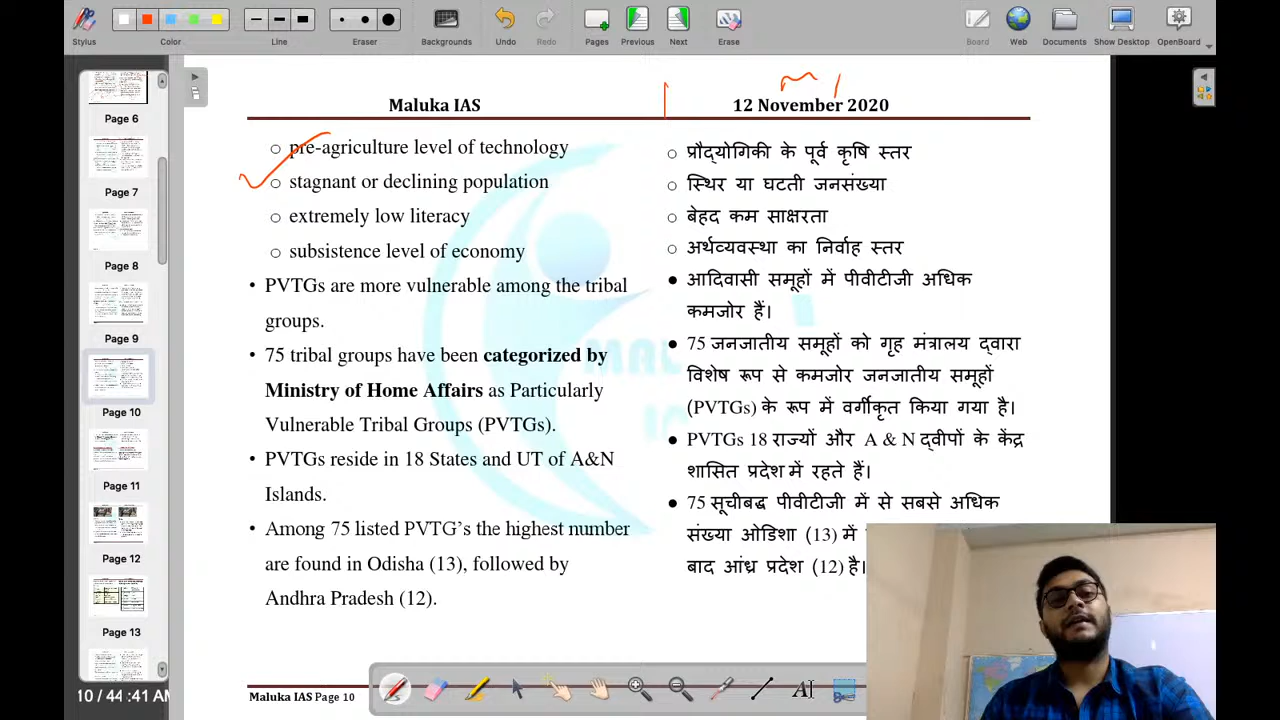 Stylus
Color
Line
Eraser
Backgrounds
Undo
Redo
Pages
Previous
Next
Erase
Board
Web
Documents
Show Desktop
OpenBoard
Page 6
Page 7
Page 8
Page 9
Page 10
Page 11
Page 12
Page 13
10 / 44
:41 AM
Maluka IAS
12 November 2020
pre-agriculture level of technology
stagnant or declining population
extremely low literacy
subsistence level of economy
PVTGs are more vulnerable among the tribal
groups.
75 tribal groups have been categorized by
Ministry of Home Affairs as Particularly
Vulnerable Tribal Groups (PVTGs).
PVTGs reside in 18 States and UT of A&N
Islands.
Among 75 listed PVTG's the highest number
are found in Odisha (13), followed by
Andhra Pradesh (12).
प्रौद्योगिकी के पूर्व कृषि स्तर
स्थिर या घटती जनसंख्या
बेहद कम साक्षरता
अर्थव्यवस्था का निर्वाह स्तर
आदिवासी समूहों में पीवीटीजी अधिक
कमजोर हैं।
75 जनजातीय समूहों को गृह मंत्रालय द्वारा
विशेष रूप से कमजोर जनजातीय समूहों
(PVTGs) के रूप में वर्गीकृत किया गया है।
PVTGs 18 राज्यों और A & N द्वीपों के केंद्र
शासित प्रदेश में रहते हैं।
75 सूचीबद्ध पीवीटीजी में से सबसे अधिक
संख्या ओडिशा (13) में
बाद आंध्र प्रदेश (12) है।
Maluka IAS Page 10